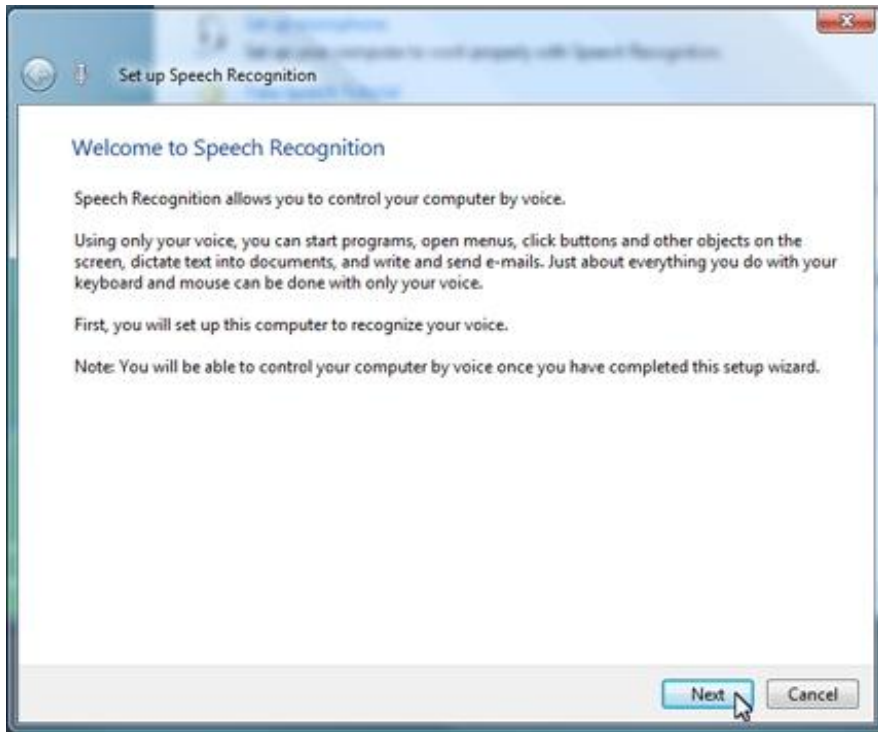 Set up Speech Recognition
Welcome to Speech Recognition
Speech Recognition allows you to control your computer by voice.
Using only your voice, you can start programs, open menus, click buttons and other objects on the
screen, dictate text into documents, and write and send e-mails. Just about everything you do with your
keyboard and mouse can be done with only your voice.
First, you will set up this computer to recognize your voice.
Note: You will be able to control your computer by voice once you have completed this setup wizard.
Next Cancel